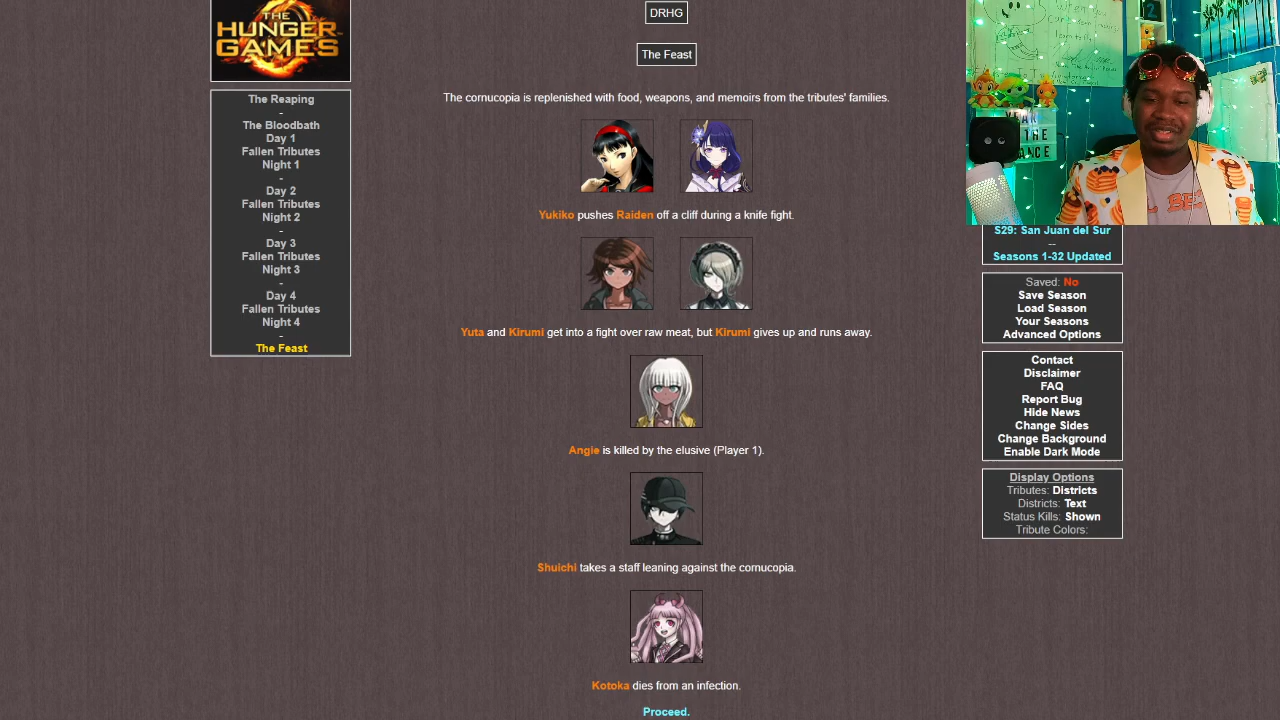 THE
HUNGER
GAMES
The Reaping
-
The Bloodbath
Day 1
Fallen Tributes
Night 1
-
Day 2
Fallen Tributes
Night 2
-
Day 3
Fallen Tributes
Night 3
-
Day 4
Fallen Tributes
Night 4
-
The Feast
DRHG
The Feast
The cornucopia is replenished with food, weapons, and memoirs from the tributes' families.
Yukiko pushes Raiden off a cliff during a knife fight.
Yuta and Kirumi get into a fight over raw meat, but Kirumi gives up and runs away.
Angie is killed by the elusive (Player 1).
Shuichi takes a staff leaning against the cornucopia.
Kotoka dies from an infection.
Proceed.
THE
S29: San Juan del Sur
--
Seasons 1-32 Updated
Saved: No
Save Season
Load Season
Your Seasons
Advanced Options
Contact
Disclaimer
FAQ
Report Bug
Hide News
Change Sides
Change Background
Enable Dark Mode
Display Options
Tributes: Districts
Districts: Text
Status Kills: Shown
Tribute Colors: